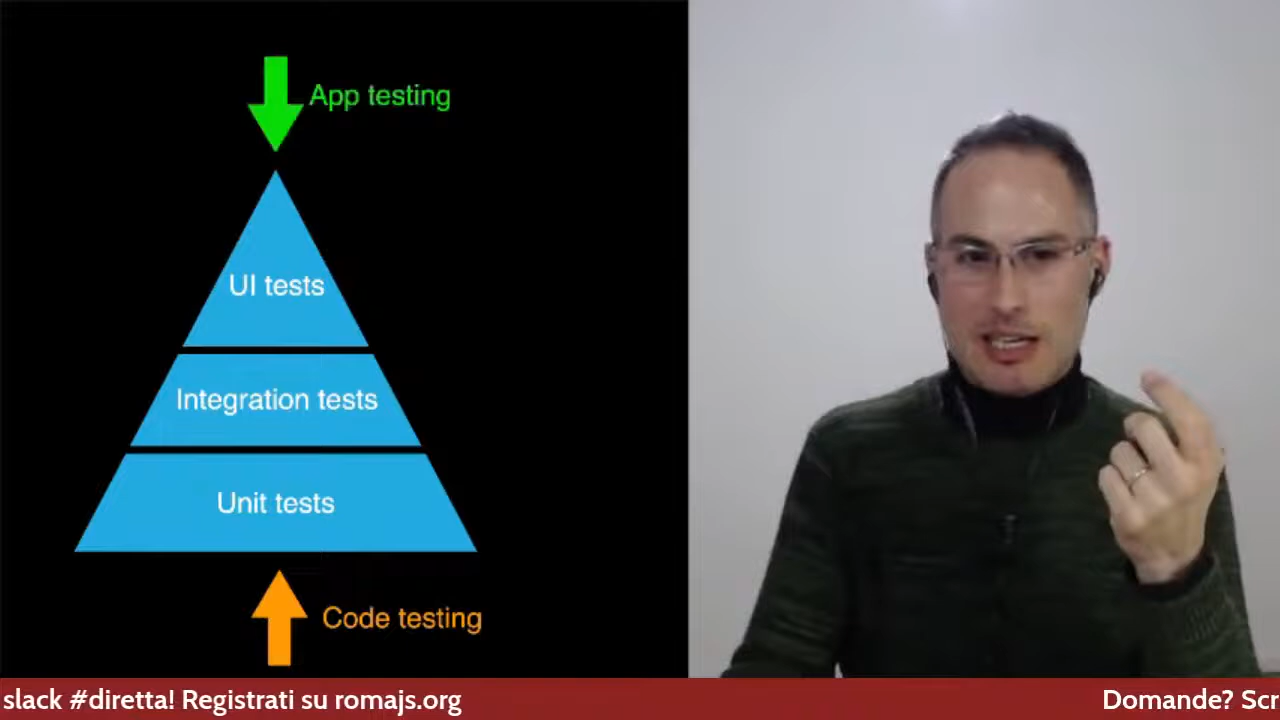 App testing
UI tests
Integration tests
Unit tests
Code testing
slack #diretta! Registrati su romajs.org
Domande? Scr